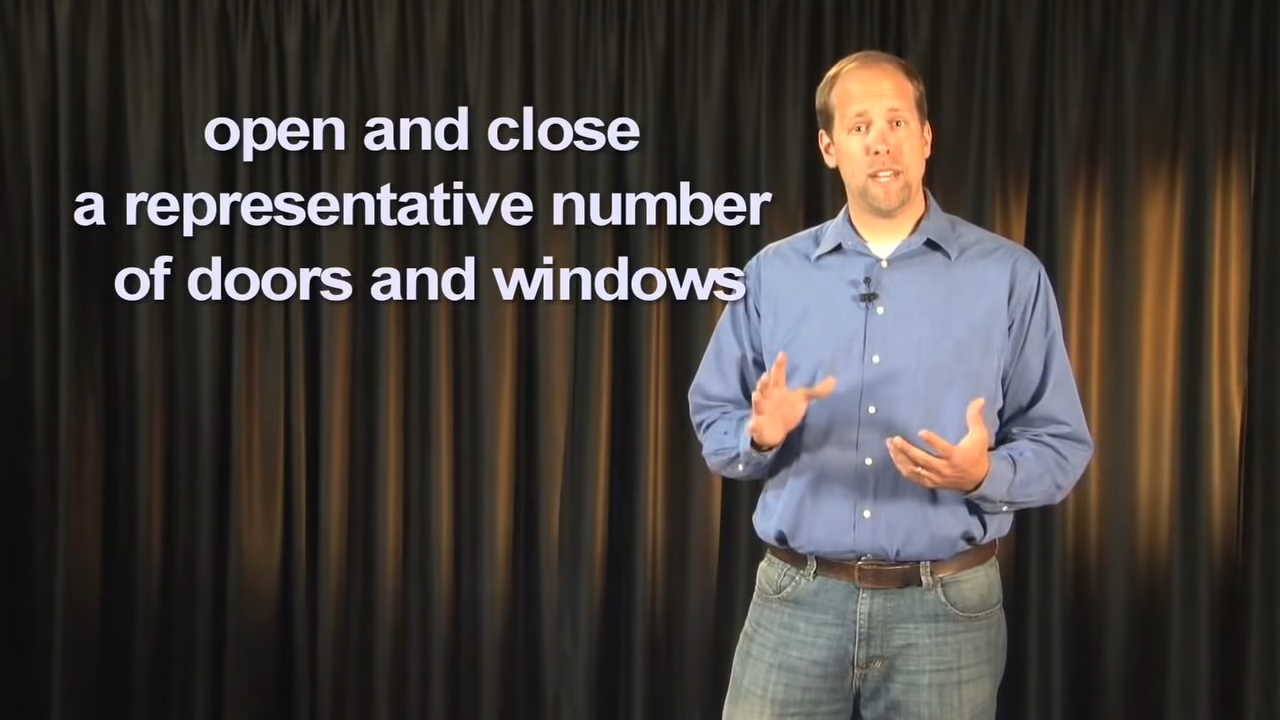 open and close
a representative number
of doors and windows